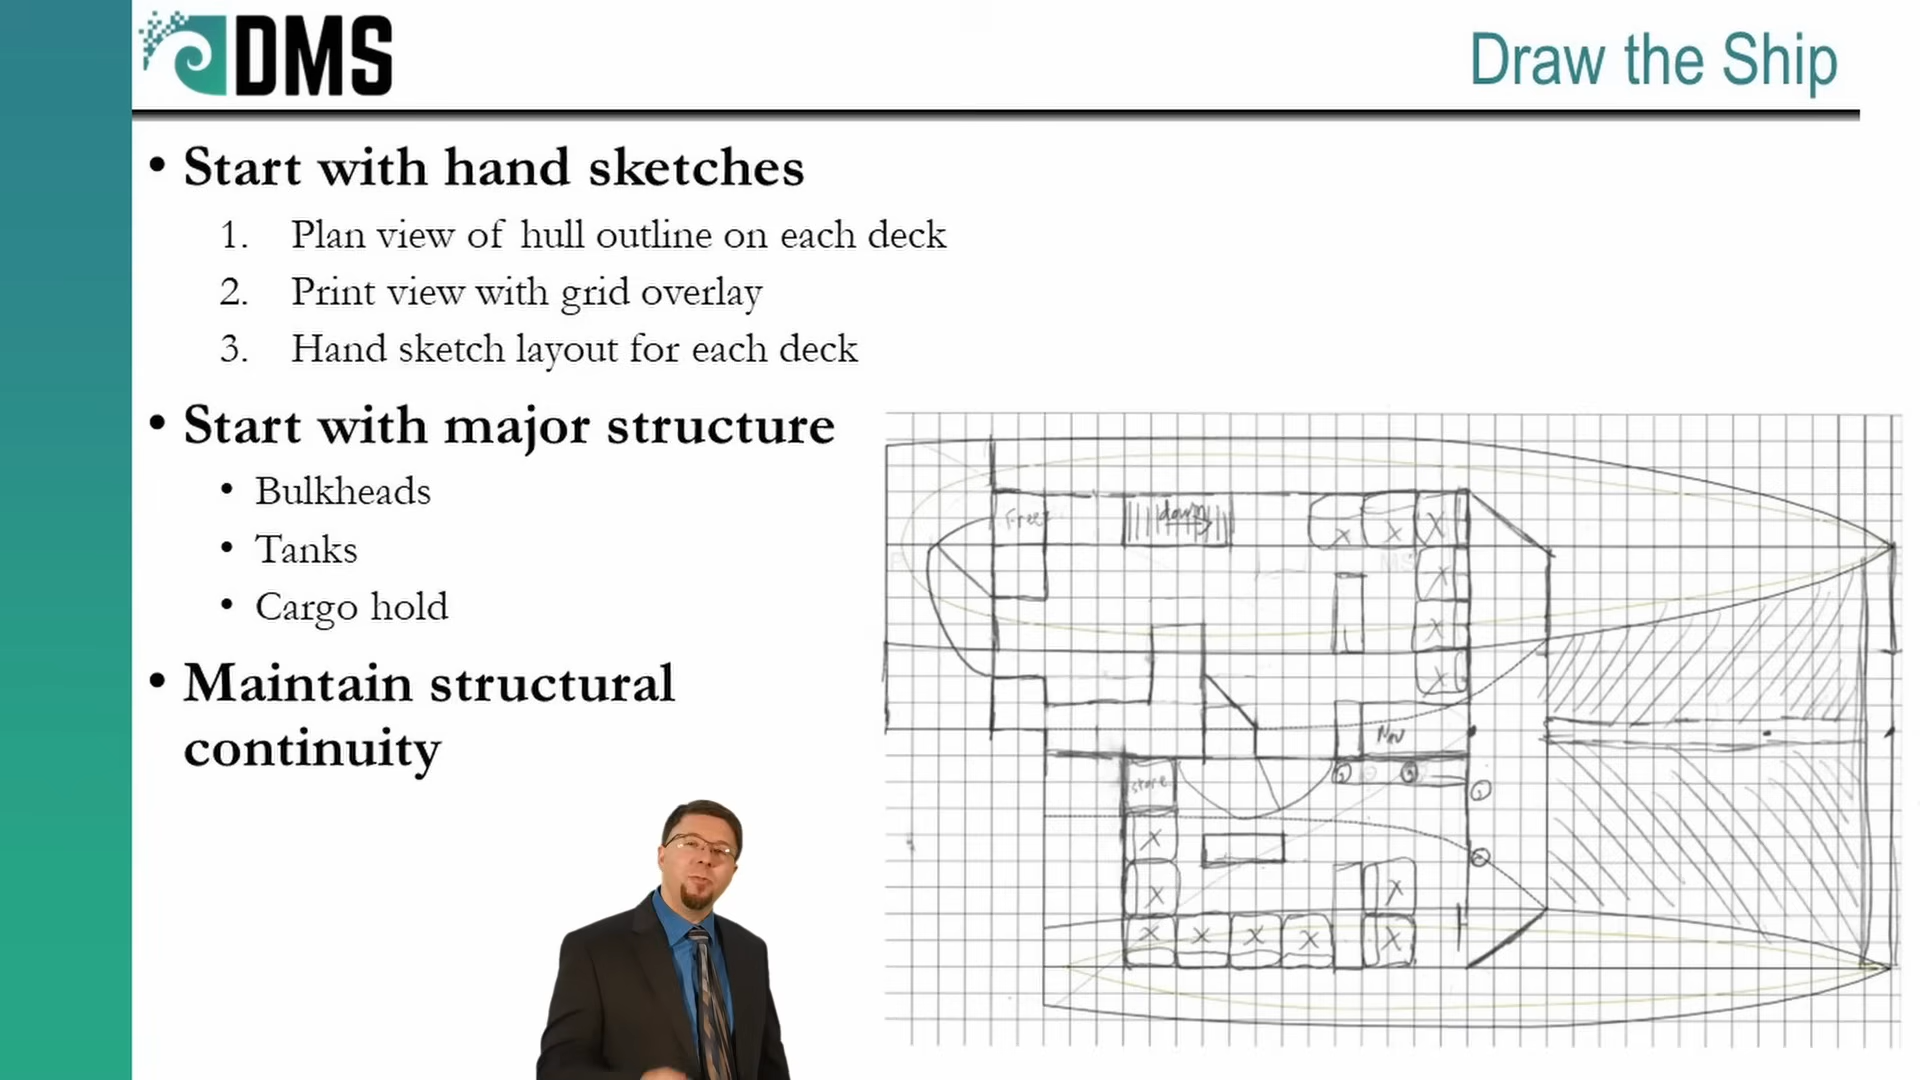 DMS
Draw the Ship
• Start with hand sketches
1. Plan view of hull outline on each deck
2. Print view with grid overlay
3. Hand sketch layout for each deck
• Start with major structure
• Bulkheads
• Tanks
• Cargo hold
• Maintain structural
continuity
down
X X X
X
X
X
store
X
X X
X X X X X